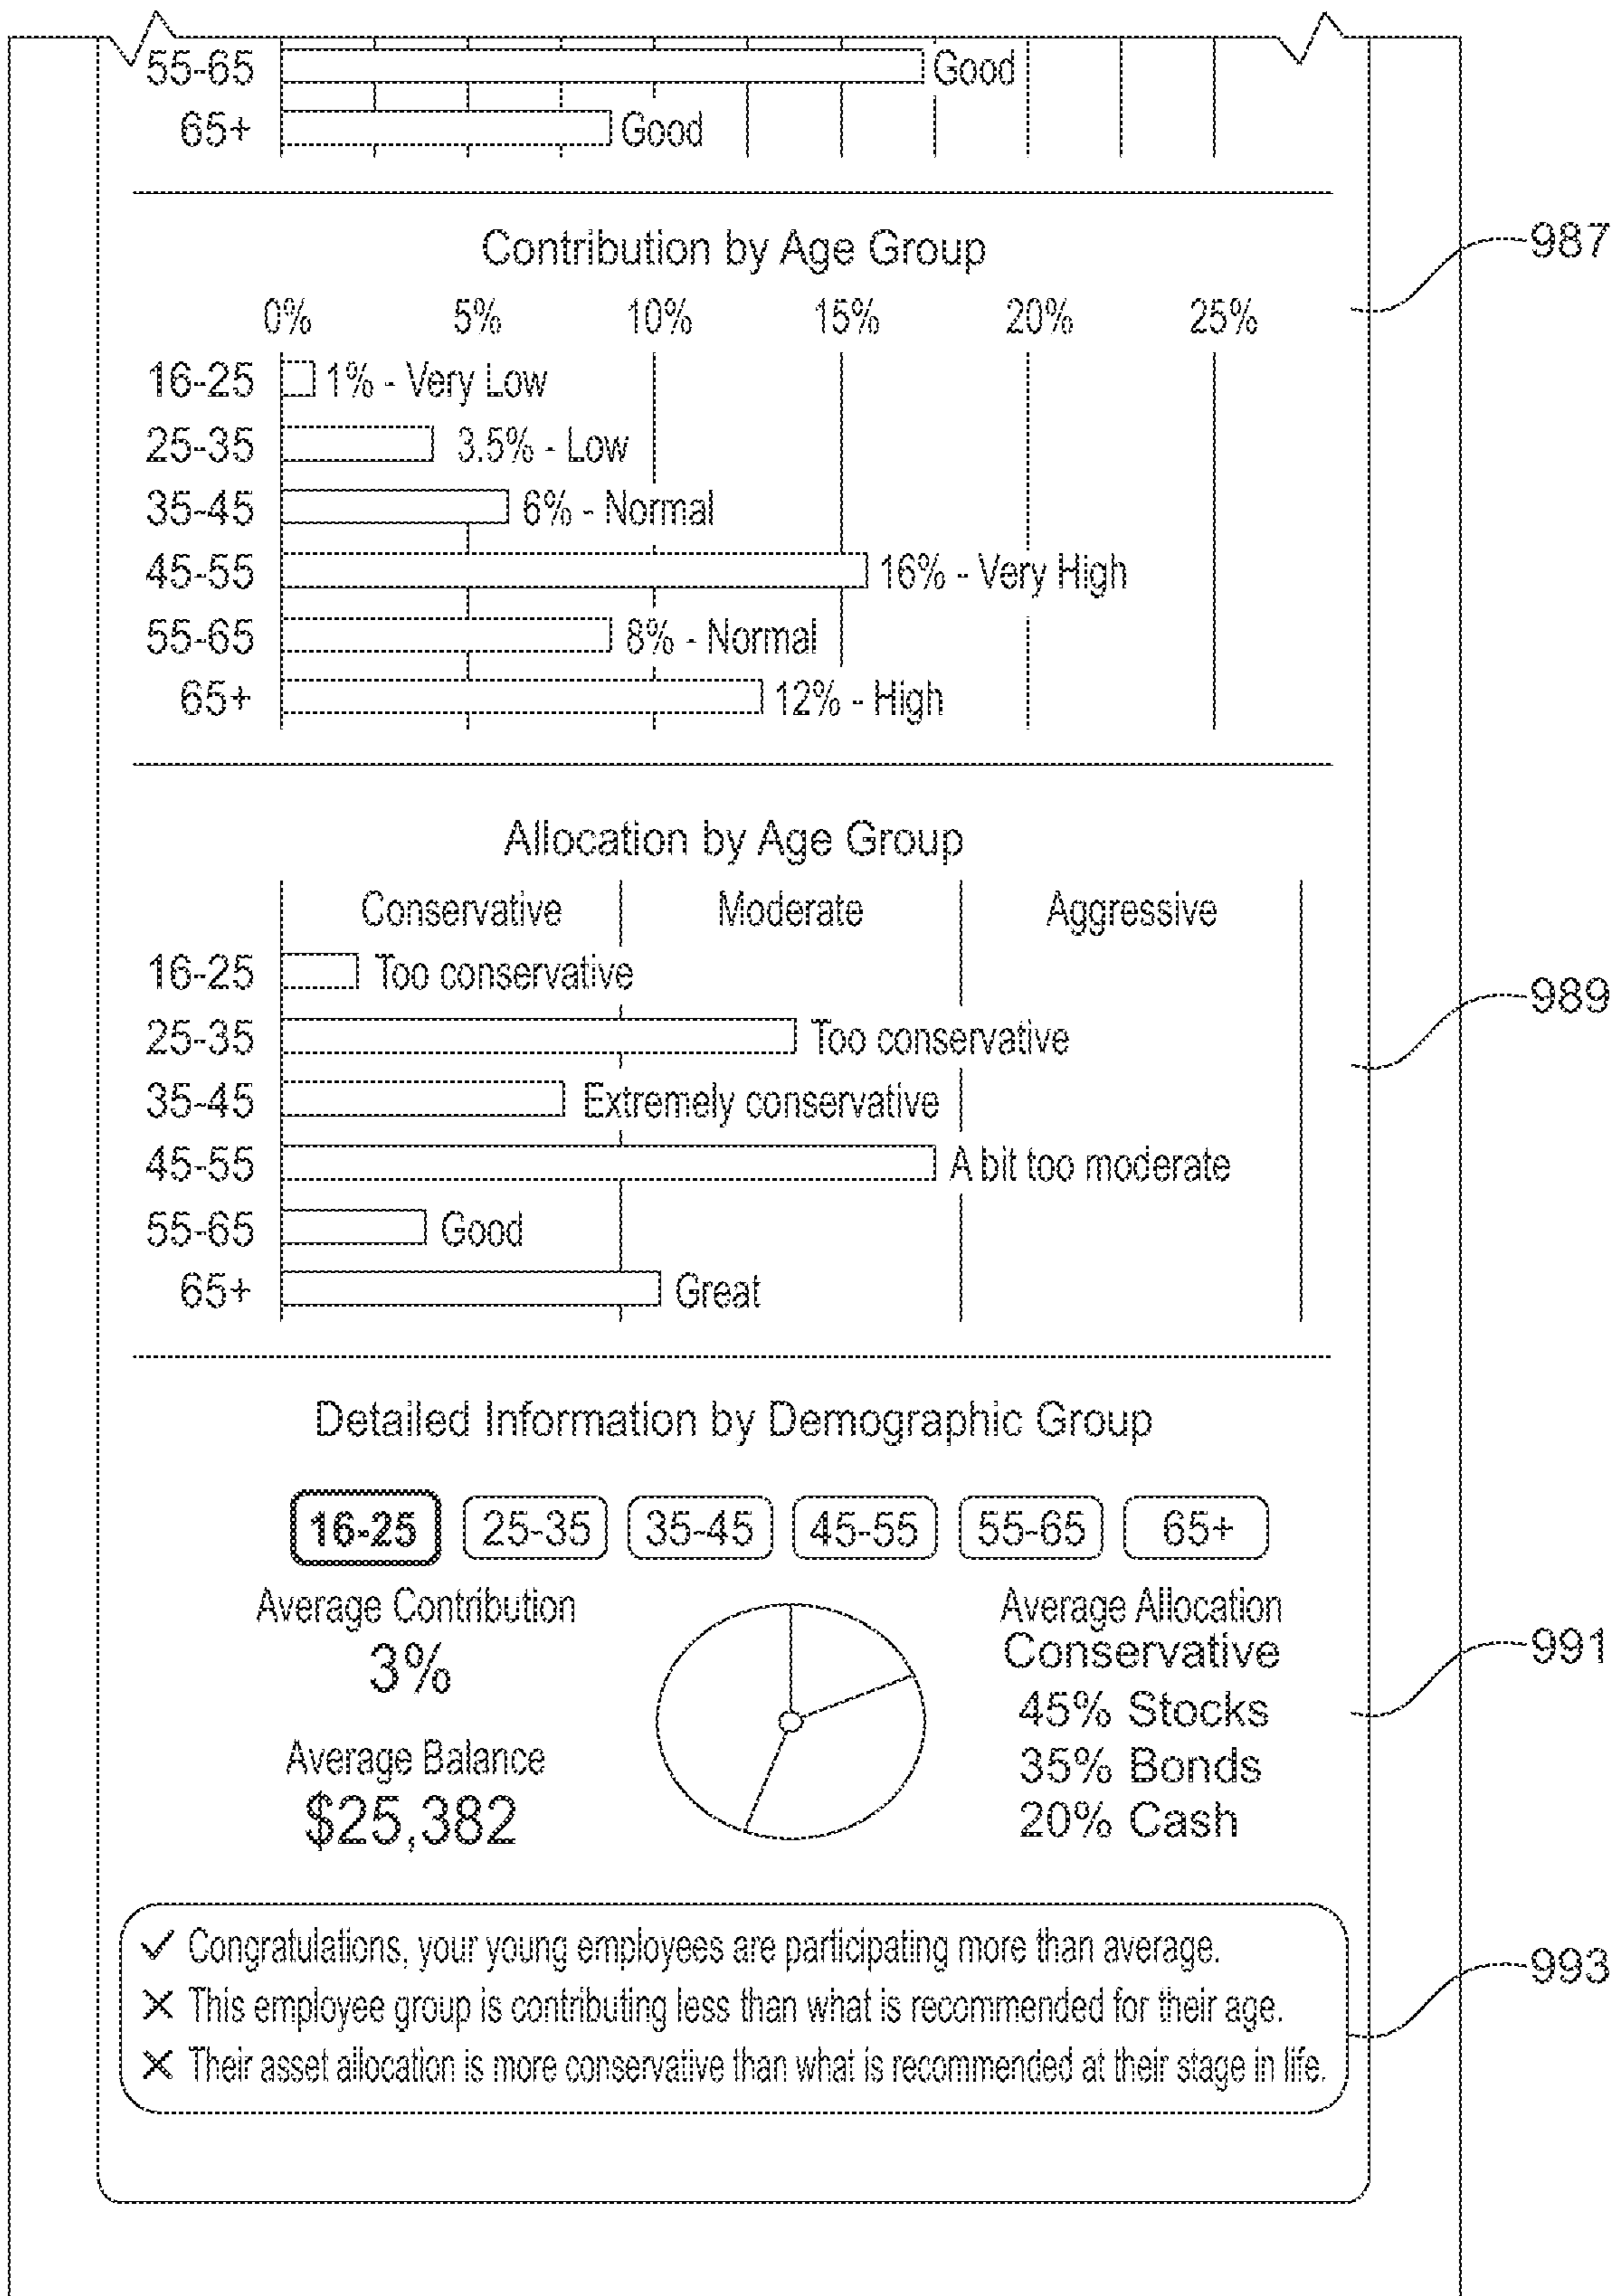 55-65 Good
65+ Good
Contribution by Age Group
987
0% 5% 10% 15% 20% 25%
16-25 1% - Very Low
25-35 3.5% - Low
35-45 6% - Normal
45-55 16% - Very High
55-65 8% - Normal
65+ 12% - High
Allocation by Age Group
Conservative Moderate Aggressive
16-25 Too conservative
989
25-35 Too conservative
35-45 Extremely conservative
45-55 A bit too moderate
55-65 Good
65+ Great
Detailed Information by Demographic Group
16-25 25-35 35-45 45-55 55-65 65+
Average Contribution
3%
Average Balance
$25,382
Average Allocation
Conservative
45% Stocks
35% Bonds
20% Cash
991
✓ Congratulations, your young employees are participating more than average.
✕ This employee group is contributing less than what is recommended for their age.
✕ Their asset allocation is more conservative than what is recommended at their stage in life.
993